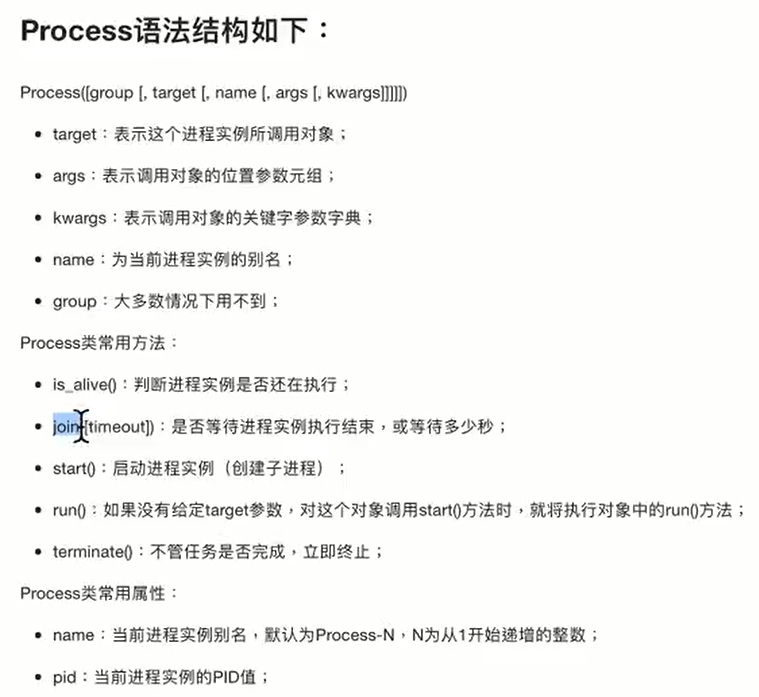 Process语法结构如下：
Process([group [, target [, name [, args [, kwargs]]]]])
target：表示这个进程实例所调用对象；
args：表示调用对象的位置参数元组；
kwargs：表示调用对象的关键字参数字典；
name：为当前进程实例的别名；
group：大多数情况下用不到；
Process类常用方法：
is_alive()：判断进程实例是否还在执行；
join([timeout])：是否等待进程实例执行结束，或等待多少秒；
start()：启动进程实例（创建子进程）；
run()：如果没有给定target参数，对这个对象调用start()方法时，就将执行对象中的run()方法；
terminate()：不管任务是否完成，立即终止；
Process类常用属性：
name：当前进程实例别名，默认为Process-N，N为从1开始递增的整数；
pid：当前进程实例的PID值；